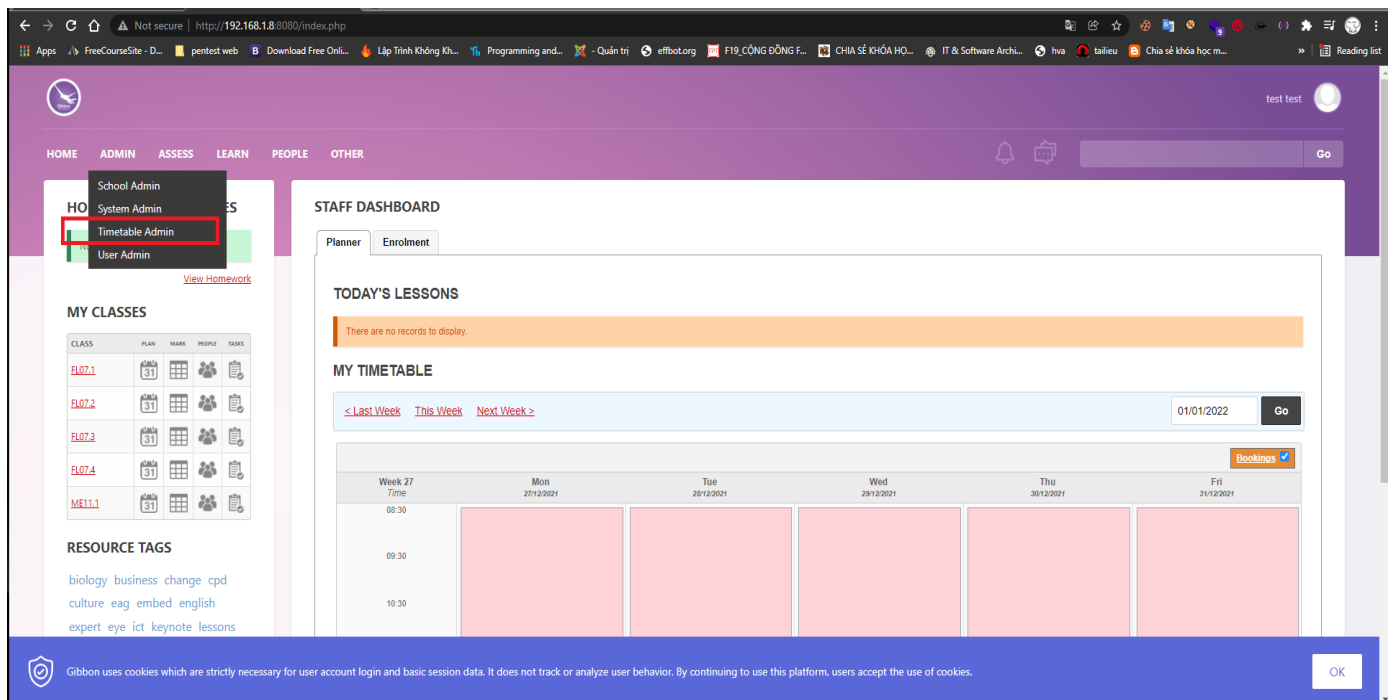 Not secure | http://192.168.1.8:8080/index.php
Apps FreeCourseSite - D... pentest web Download Free Onli... Lập Trình Không Kh... Programming and... - Quản trị effbot.org F19_CỘNG ĐỒNG F... CHIA SẺ KHÓA HỌ... IT & Software Archi... hva tailieu Chia sẻ khóa học m... » Reading list
Gibbon
test test
HOME ADMIN ASSESS LEARN PEOPLE OTHER
Go
School Admin
System Admin
Timetable Admin
User Admin
HO ES
View Homework
MY CLASSES
CLASS PLAN MARK PEOPLE TASKS
FL07.1 31
FL07.2 31
FL07.3 31
FL07.4 31
ME11.1 31
RESOURCE TAGS
biology business change cpd
culture eag embed english
expert eye ict keynote lessons
STAFF DASHBOARD
Planner Enrolment
TODAY'S LESSONS
There are no records to display.
MY TIMETABLE
< Last Week This Week Next Week > 01/01/2022 Go
Bookings
Week 27 Mon Tue Wed Thu Fri
Time 27/12/2021 28/12/2021 29/12/2021 30/12/2021 31/12/2021
08:30
09:30
10:30
Gibbon uses cookies which are strictly necessary for user account login and basic session data. It does not track or analyze user behavior. By continuing to use this platform, users accept the use of cookies. OK